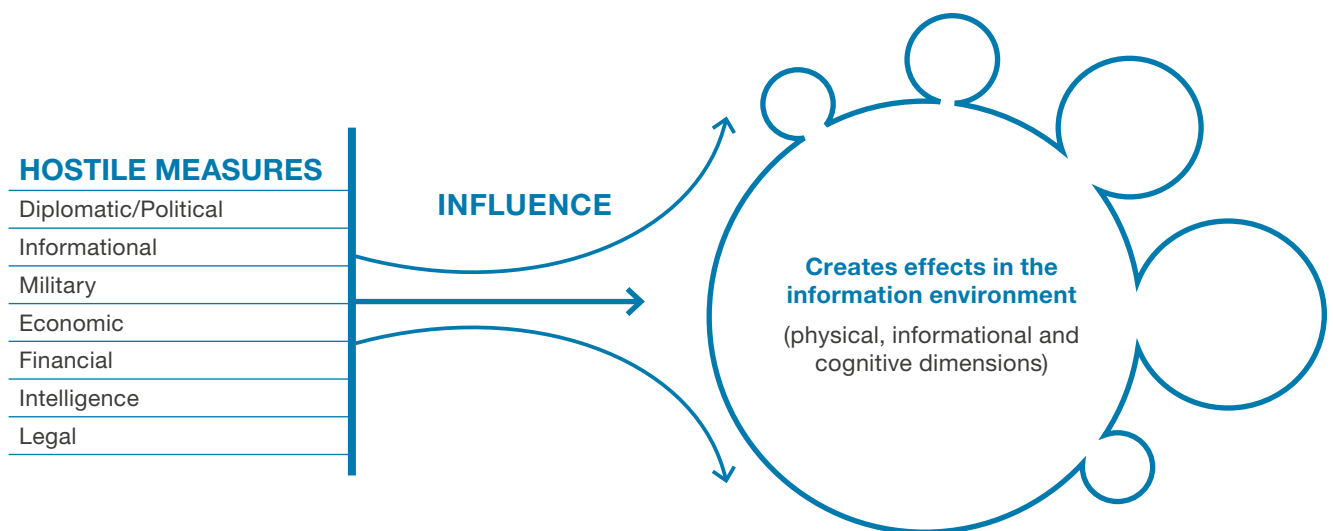 HOSTILE MEASURES
Diplomatic/Political
Informational
Military
Economic
Financial
Intelligence
Legal
INFLUENCE
Creates effects in the
information environment
(physical, informational and
cognitive dimensions)